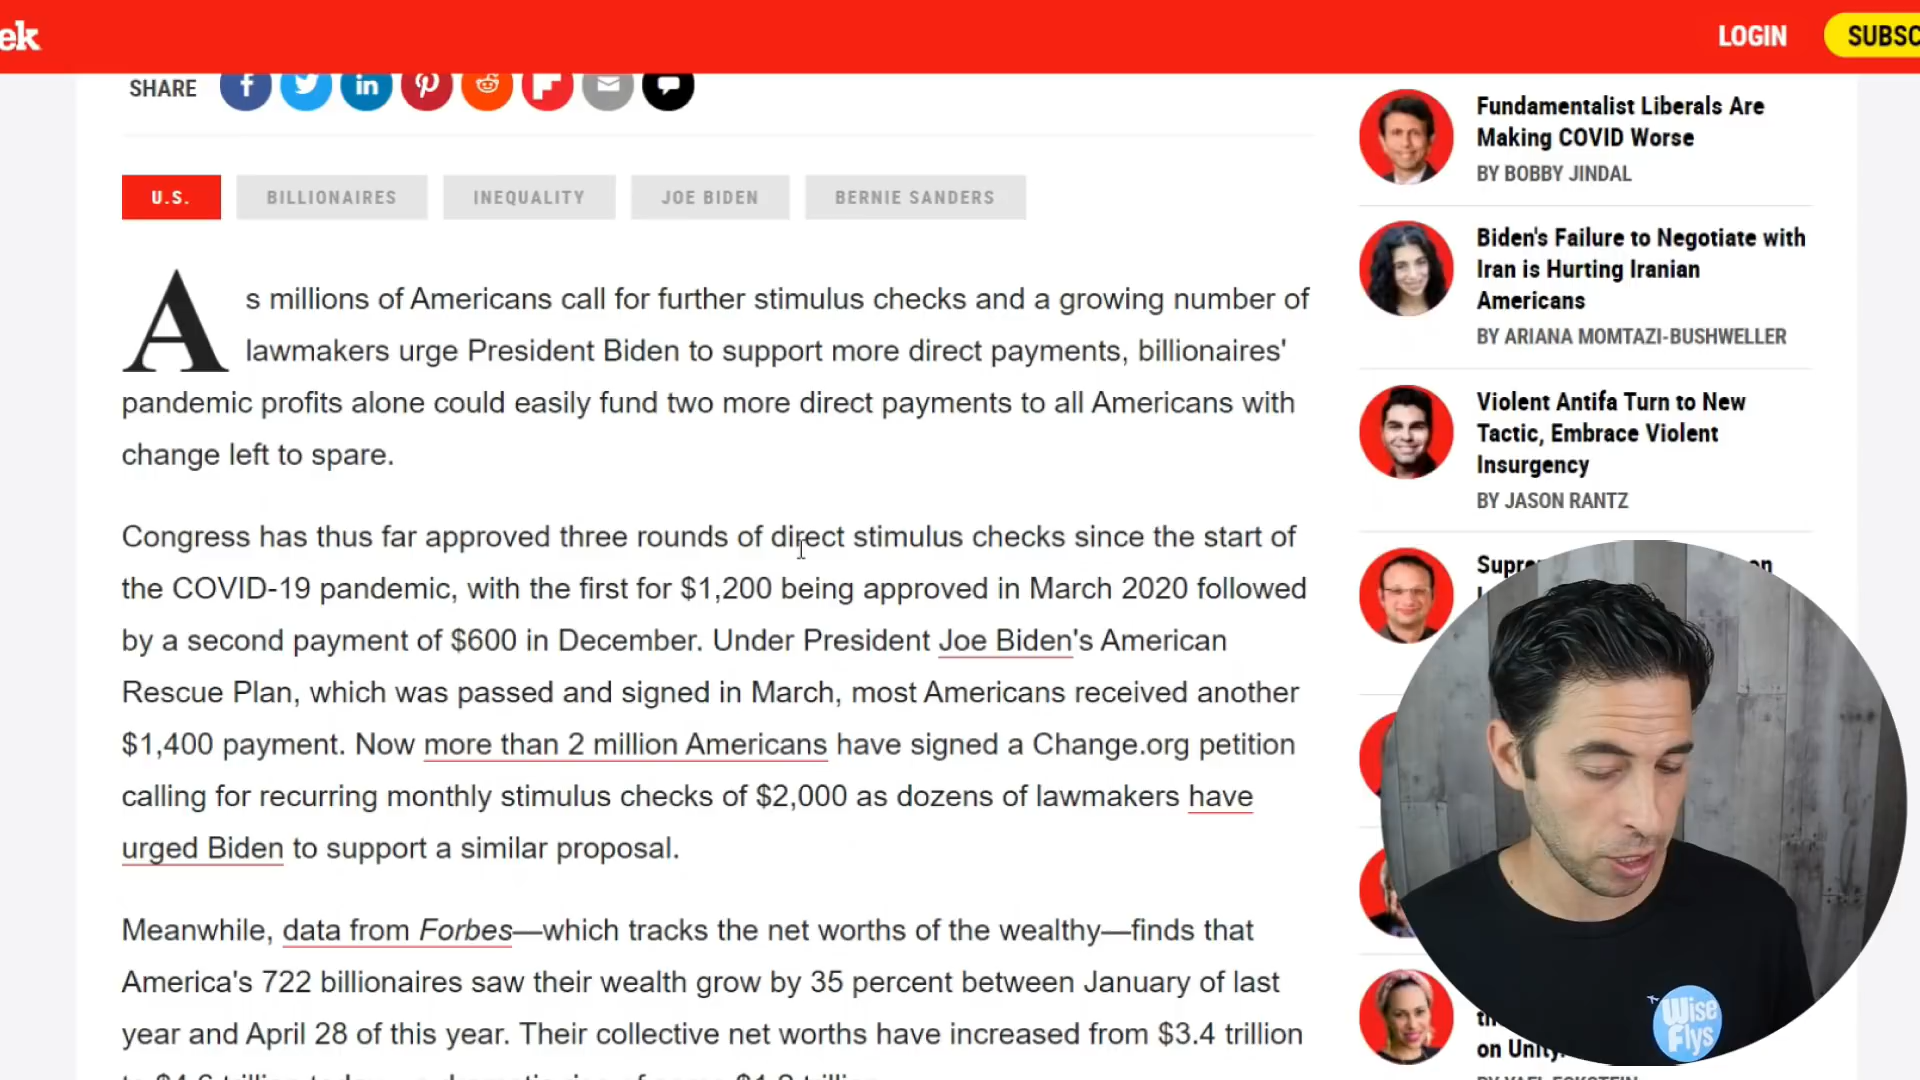 ek
LOGIN
SUBSC
SHARE
U.S.
BILLIONAIRES
INEQUALITY
JOE BIDEN
BERNIE SANDERS
As millions of Americans call for further stimulus checks and a growing number of
lawmakers urge President Biden to support more direct payments, billionaires'
pandemic profits alone could easily fund two more direct payments to all Americans with
change left to spare.
Congress has thus far approved three rounds of direct stimulus checks since the start of
the COVID-19 pandemic, with the first for $1,200 being approved in March 2020 followed
by a second payment of $600 in December. Under President Joe Biden's American
Rescue Plan, which was passed and signed in March, most Americans received another
$1,400 payment. Now more than 2 million Americans have signed a Change.org petition
calling for recurring monthly stimulus checks of $2,000 as dozens of lawmakers have
urged Biden to support a similar proposal.
Meanwhile, data from Forbes—which tracks the net worths of the wealthy—finds that
America's 722 billionaires saw their wealth grow by 35 percent between January of last
year and April 28 of this year. Their collective net worths have increased from $3.4 trillion
Fundamentalist Liberals Are
Making COVID Worse
BY BOBBY JINDAL
Biden's Failure to Negotiate with
Iran is Hurting Iranian
Americans
BY ARIANA MOMTAZI-BUSHWELLER
Violent Antifa Turn to New
Tactic, Embrace Violent
Insurgency
BY JASON RANTZ
on Unity
Wise
Flys